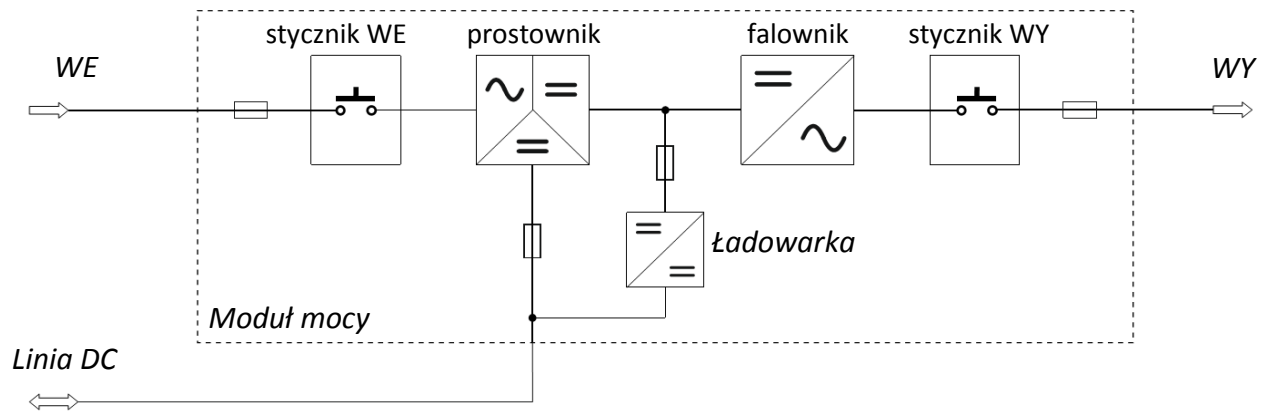 stycznik WE
prostownik
falownik
stycznik WY
WE
WY
Ładowarka
Moduł mocy
Linia DC